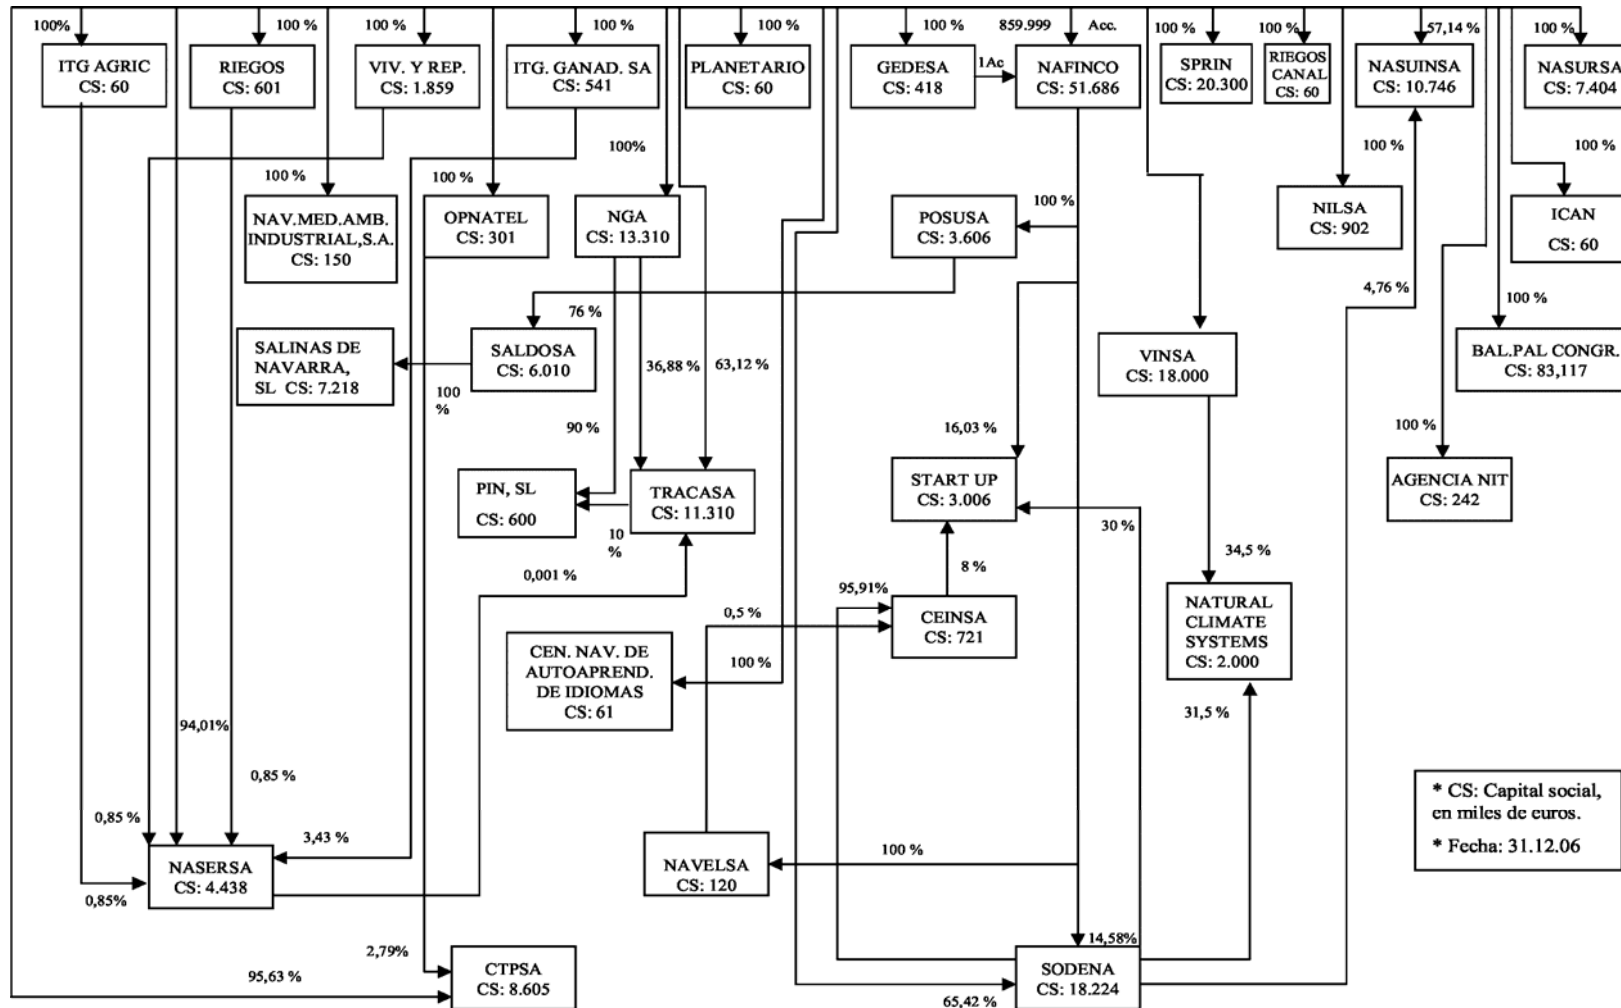 100%
100 %
100 %
100 %
100 %
100 %
859.999
Acc.
100 %
100 %
57,14 %
100 %
ITG AGRIC
CS: 60
RIEGOS
CS: 601
VIV. Y REP.
CS: 1.859
ITG. GANAD. SA
CS: 541
PLANETARIO
CS: 60
GEDESA
CS: 418
1Ac
NAFINCO
CS: 51.686
SPRIN
CS: 20.300
RIEGOS
CANAL
CS: 60
NASUINSA
CS: 10.746
NASURSA
CS: 7.404
100 %
100 %
100%
100 %
100 %
100 %
NAV.MED.AMB.
INDUSTRIAL,S.A.
CS: 150
OPNATEL
CS: 301
NGA
CS: 13.310
POSUSA
CS: 3.606
NILSA
CS: 902
ICAN
CS: 60
76 %
4,76 %
100 %
SALINAS DE
NAVARRA,
SL CS: 7.218
SALDOSA
CS: 6.010
36,88 %
63,12 %
VINSA
CS: 18.000
BAL.PAL CONGR.
CS: 83,117
100
%
90 %
16,03 %
100 %
PIN, SL
CS: 600
TRACASA
CS: 11.310
START UP
CS: 3.006
AGENCIA NIT
CS: 242
10
%
30 %
34,5 %
0,001 %
8 %
95,91%
0,5 %
CEINSA
CS: 721
NATURAL
CLIMATE
SYSTEMS
CS: 2.000
CEN. NAV. DE
AUTOAPREND.
DE IDIOMAS
CS: 61
100 %
31,5 %
94,01%
0,85 %
* CS: Capital social,
en miles de euros.
* Fecha: 31.12.06
0,85 %
3,43 %
NASERSA
CS: 4.438
NAVELSA
CS: 120
100 %
0,85%
2,79%
14,58%
95,63 %
CTPSA
CS: 8.605
SODENA
CS: 18.224
65,42 %